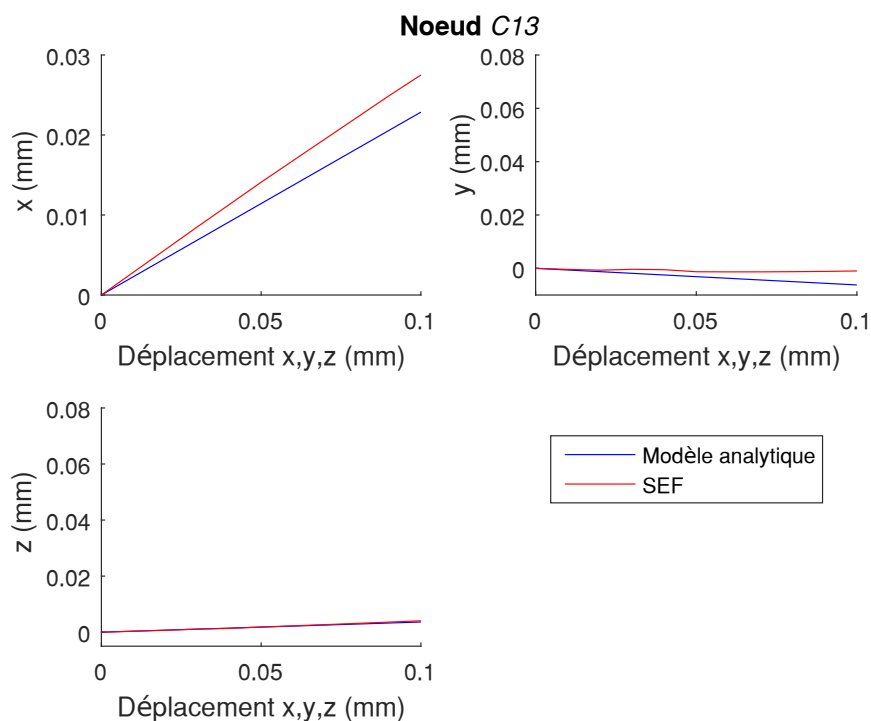 Noeud C13
0.03
0.02
0.01
0
x (mm)
0
0.05
0.1
Déplacement x,y,z (mm)
0.08
0.06
0.04
0.02
0
y (mm)
0
0.05
0.1
Déplacement x,y,z (mm)
0.08
0.06
0.04
0.02
0
z (mm)
0
0.05
0.1
Déplacement x,y,z (mm)
Modèle analytique
SEF